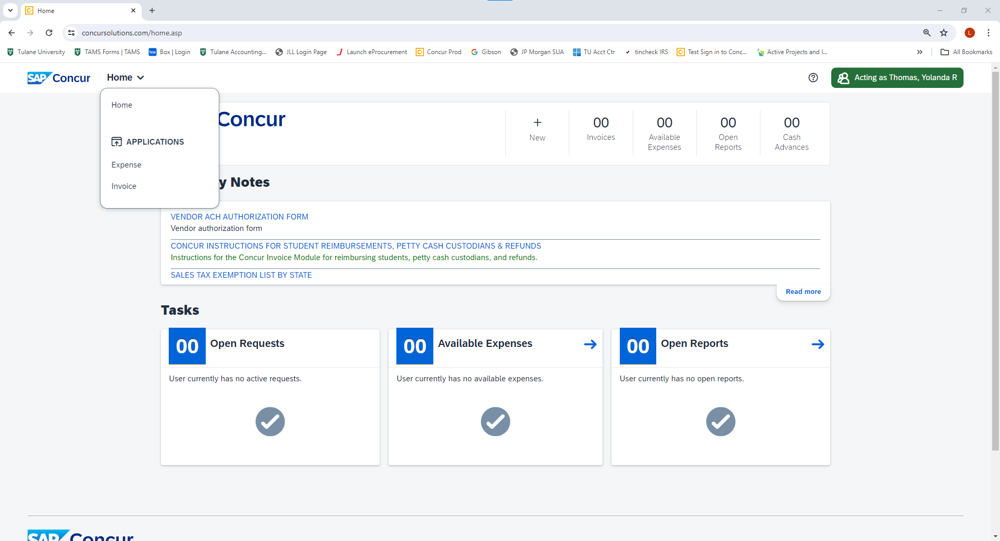 Home
concursolutions.com/home.asp
L
Tulane University
TAMS Forms | TAMS
box
Box | Login
Tulane Accounting...
JLL Login Page
Launch eProcurement
Concur Prod
Gibson
JP Morgan SUA
TU Acct Ctr
tincheck IRS
Test Sign in to Conc...
Active Projects and I...
All Bookmarks
SAP Concur
Home
Acting as Thomas, Yolanda R
Home
APPLICATIONS
Expense
Invoice
Concur
New
00
Invoices
00
Available
Expenses
00
Open
Reports
00
Cash
Advances
y Notes
VENDOR ACH AUTHORIZATION FORM
Vendor authorization form
CONCUR INSTRUCTIONS FOR STUDENT REIMBURSEMENTS, PETTY CASH CUSTODIANS & REFUNDS
Instructions for the Concur Invoice Module for reimbursing students, petty cash custodians, and refunds.
SALES TAX EXEMPTION LIST BY STATE
Read more
Tasks
00 Open Requests
User currently has no active requests.
00 Available Expenses
User currently has no available expenses.
00 Open Reports
User currently has no open reports.
SAP Concur